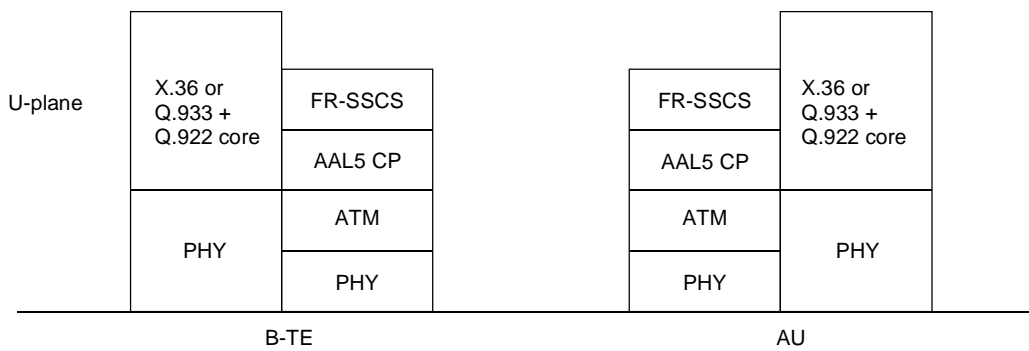 U-plane
X.36 or
Q.933 +
Q.922 core
FR-SSCS
AAL5 CP
PHY
ATM
PHY
B-TE
FR-SSCS
AAL5 CP
ATM
PHY
X.36 or
Q.933 +
Q.922 core
PHY
AU